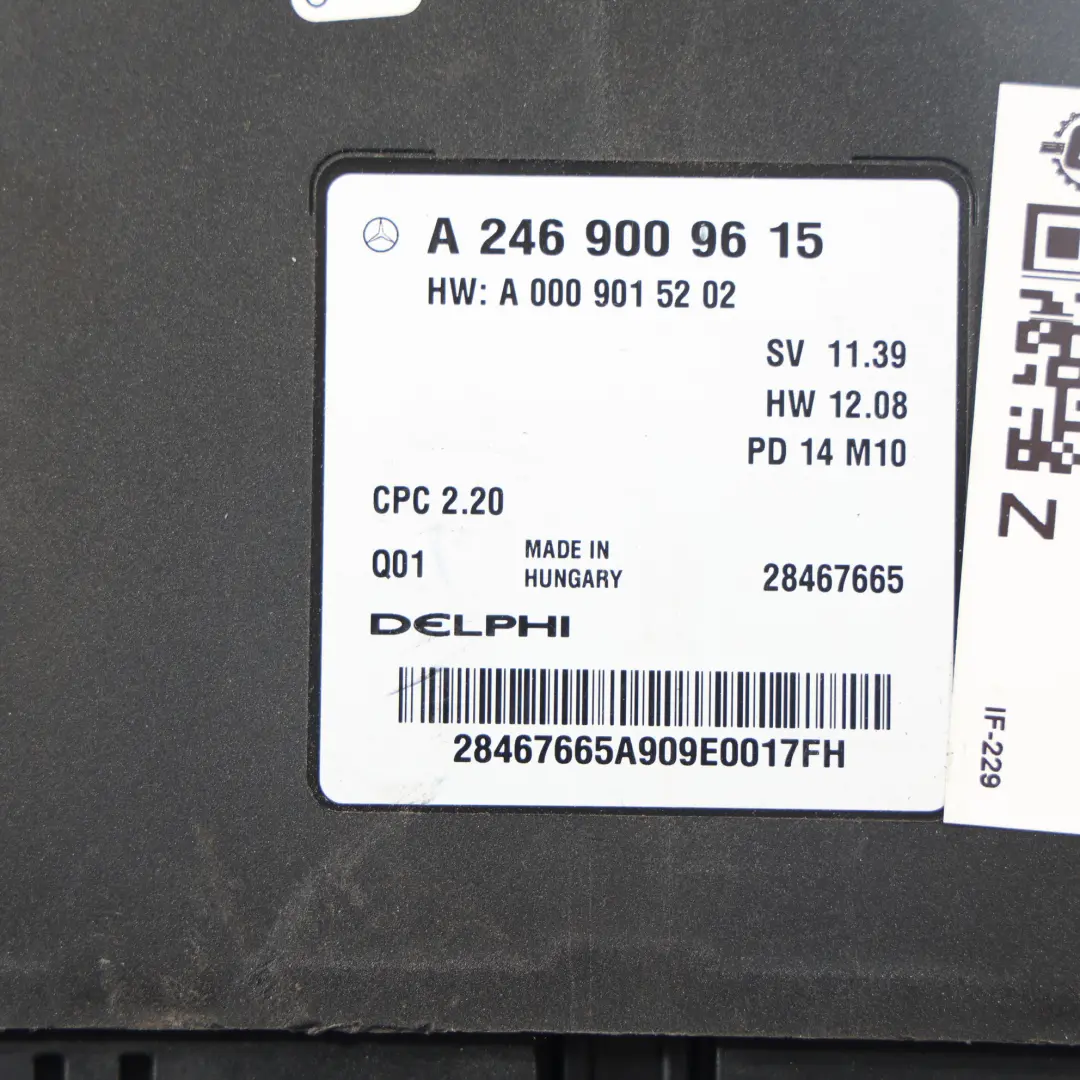 A 246 900 96 15
HW: A 000 901 52 02
SV 11.39
HW 12.08
PD 14 M10
CPC 2.20
Q01
MADE IN
HUNGARY
28467665
DELPHI
28467665A909E0017FH
Z
IF-229